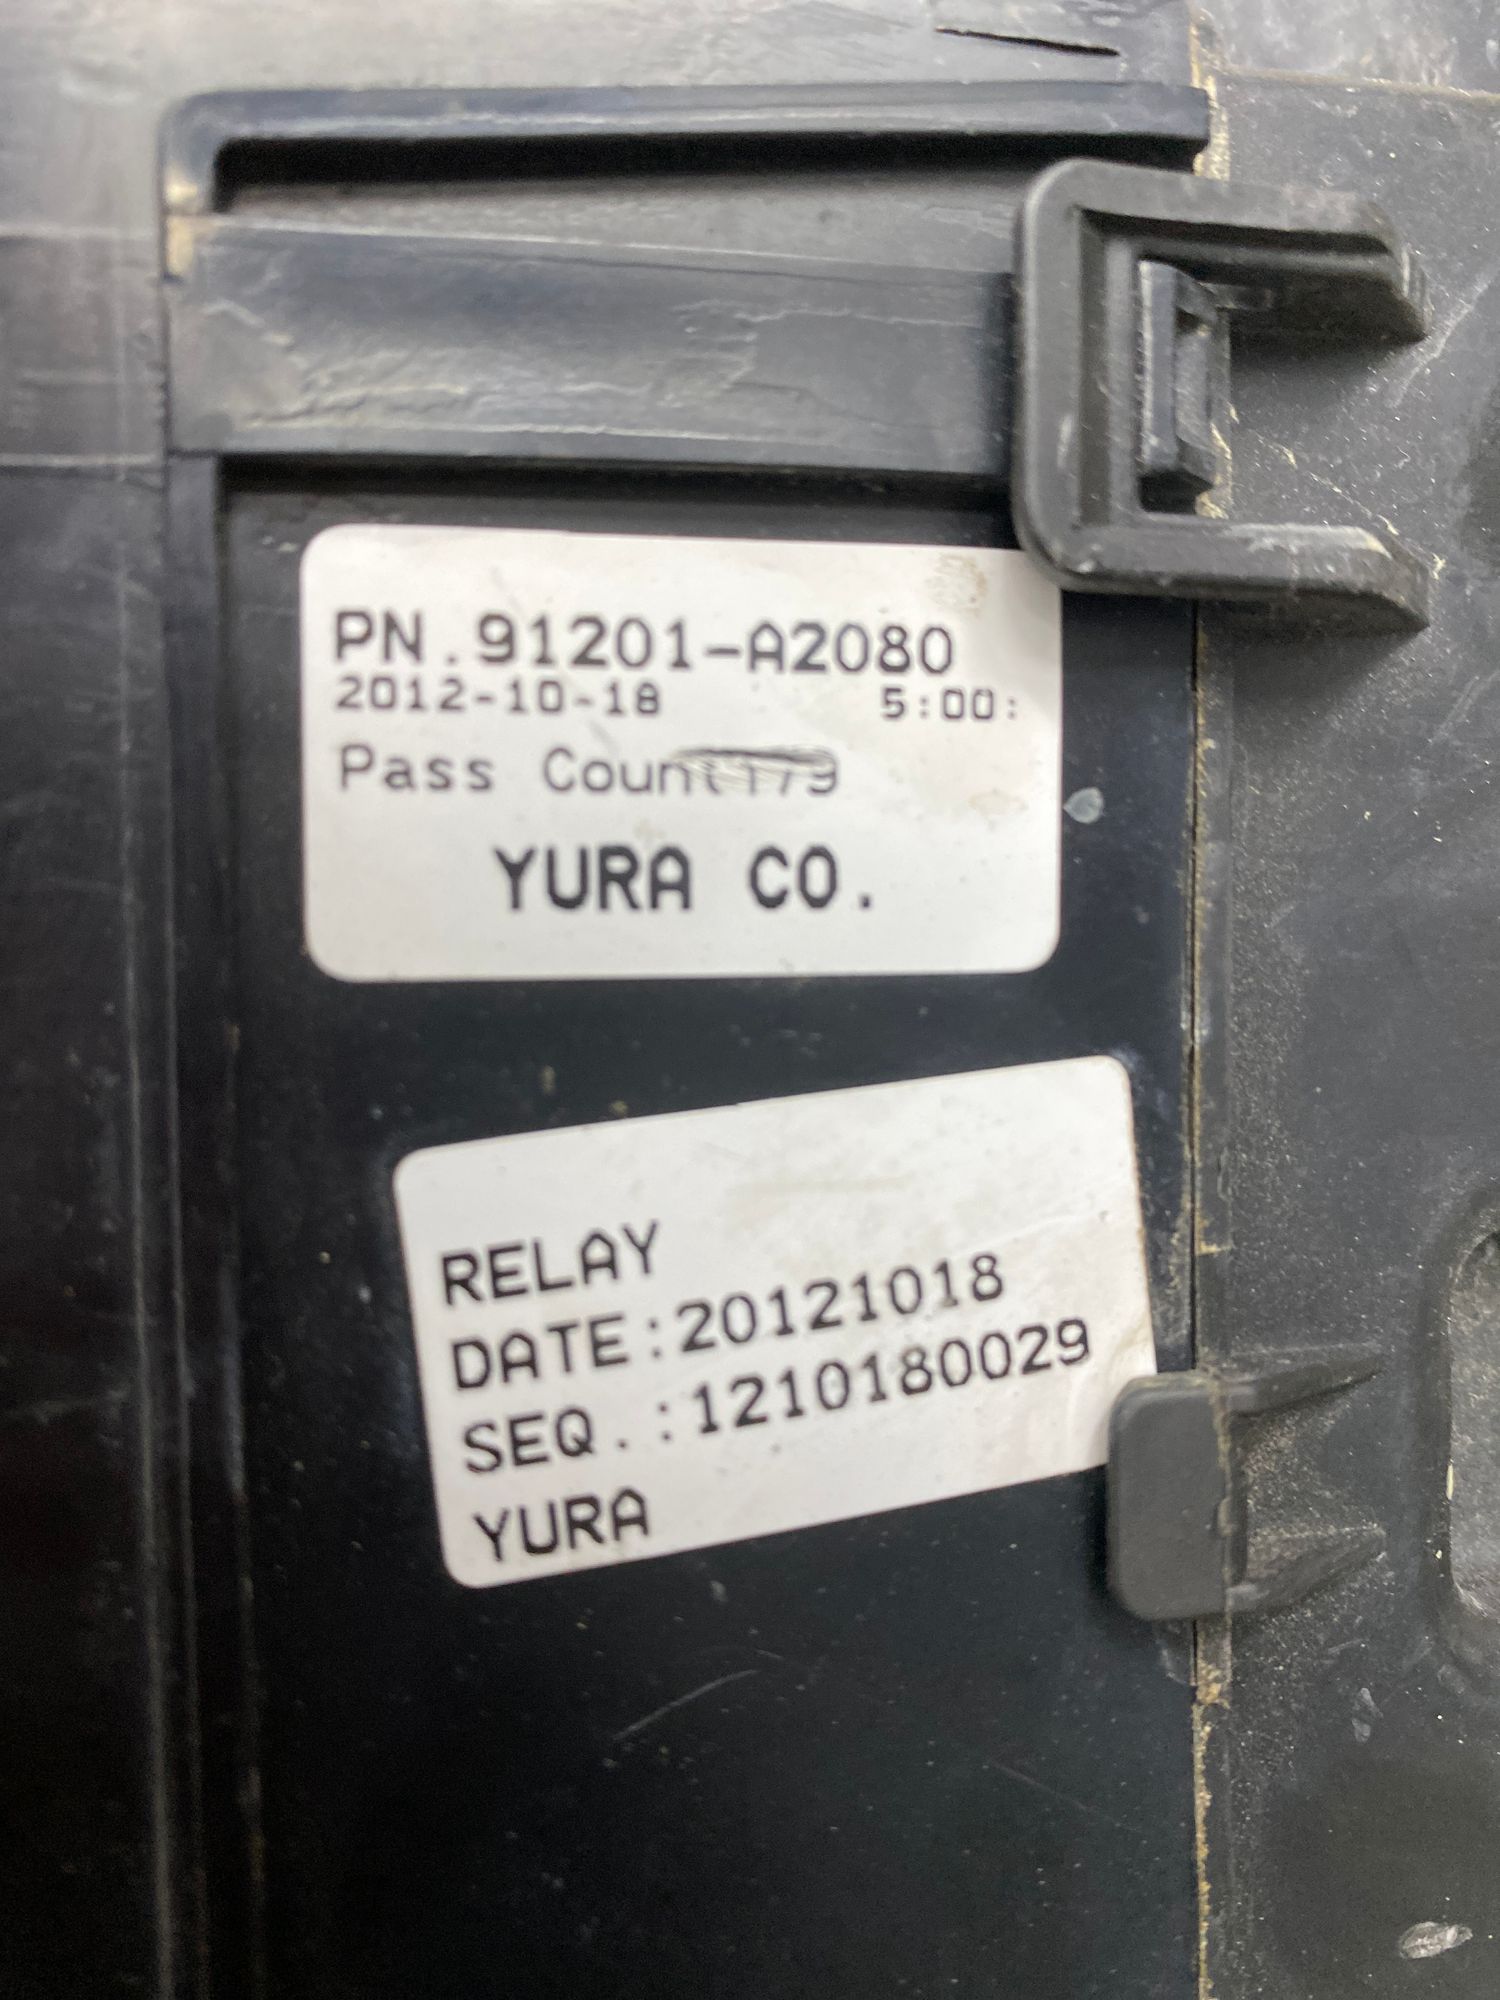 PN.91201-A2080
2012-10-18 5:00:
Pass Count179
YURA CO.
RELAY
DATE:20121018
SEQ.:1210180029
YURA